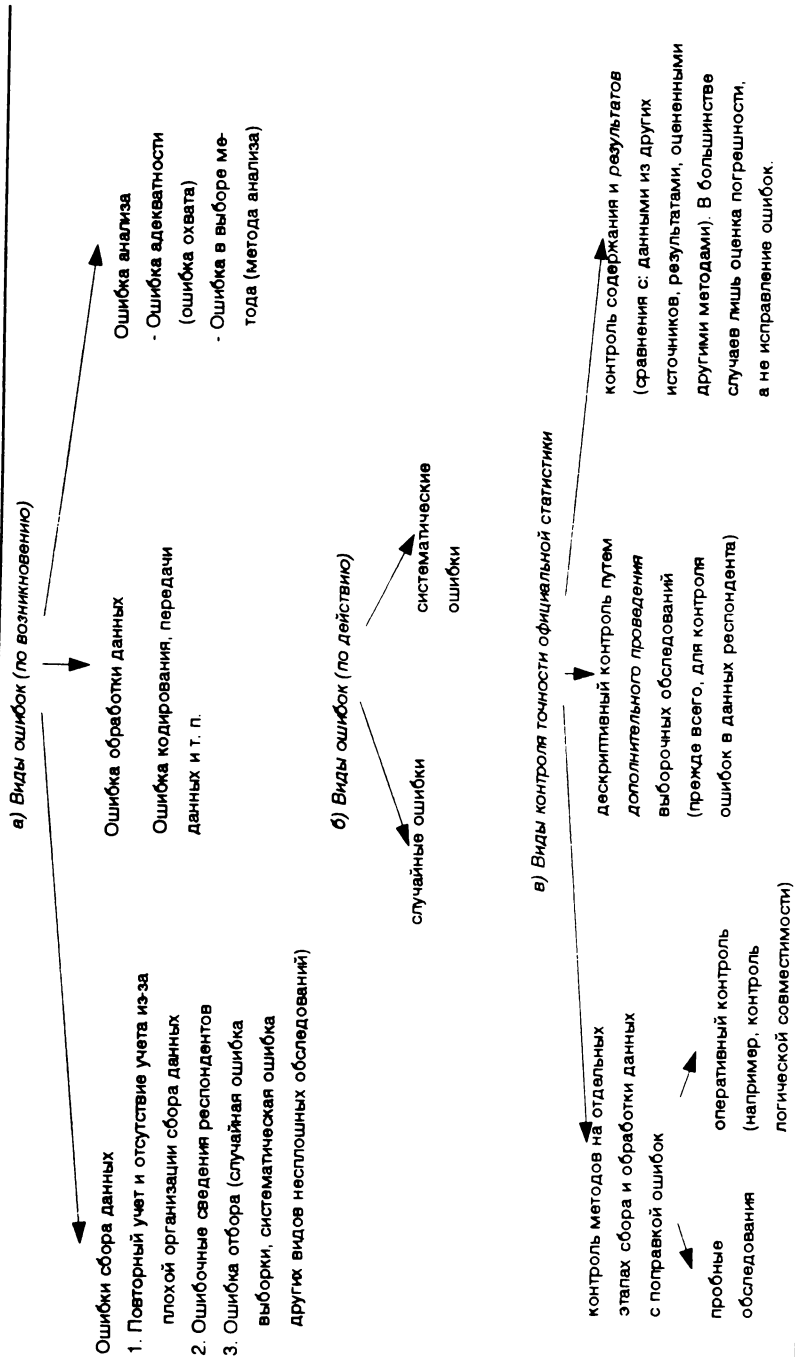 а) Виды ошибок (по возникновению)
Ошибки сбора данных
1. Повторный учет и отсутствие учета из-за
плохой организации сбора данных
2. Ошибочные сведения респондентов
3. Ошибка отбора (случайная ошибка
выборки, систематическая ошибка
других видов несплошных обследований)
Ошибка обработки данных
Ошибка кодирования, передачи
данных и т. п.
Ошибка анализа
- Ошибка адекватности
(ошибка охвата)
- Ошибка в выборе ме-
тода (метода анализа)
б) Виды ошибок (по действию)
случайные ошибки
систематические
ошибки
в) Виды контроля точности официальной статистики
контроль методов на отдельных
этапах сбора и обработки данных
с поправкой ошибок
пробные
обследования
оперативный контроль
(например, контроль
логической совместимости)
дескриптивный контроль путем
дополнительного проведения
выборочных обследований
(прежде всего, для контроля
ошибок в данных респондента)
контроль содержания и результатов
(сравнения с: данными из других
источников, результатами, оцененными
другими методами). В большинстве
случаев лишь оценка погрешности,
а не исправление ошибок.